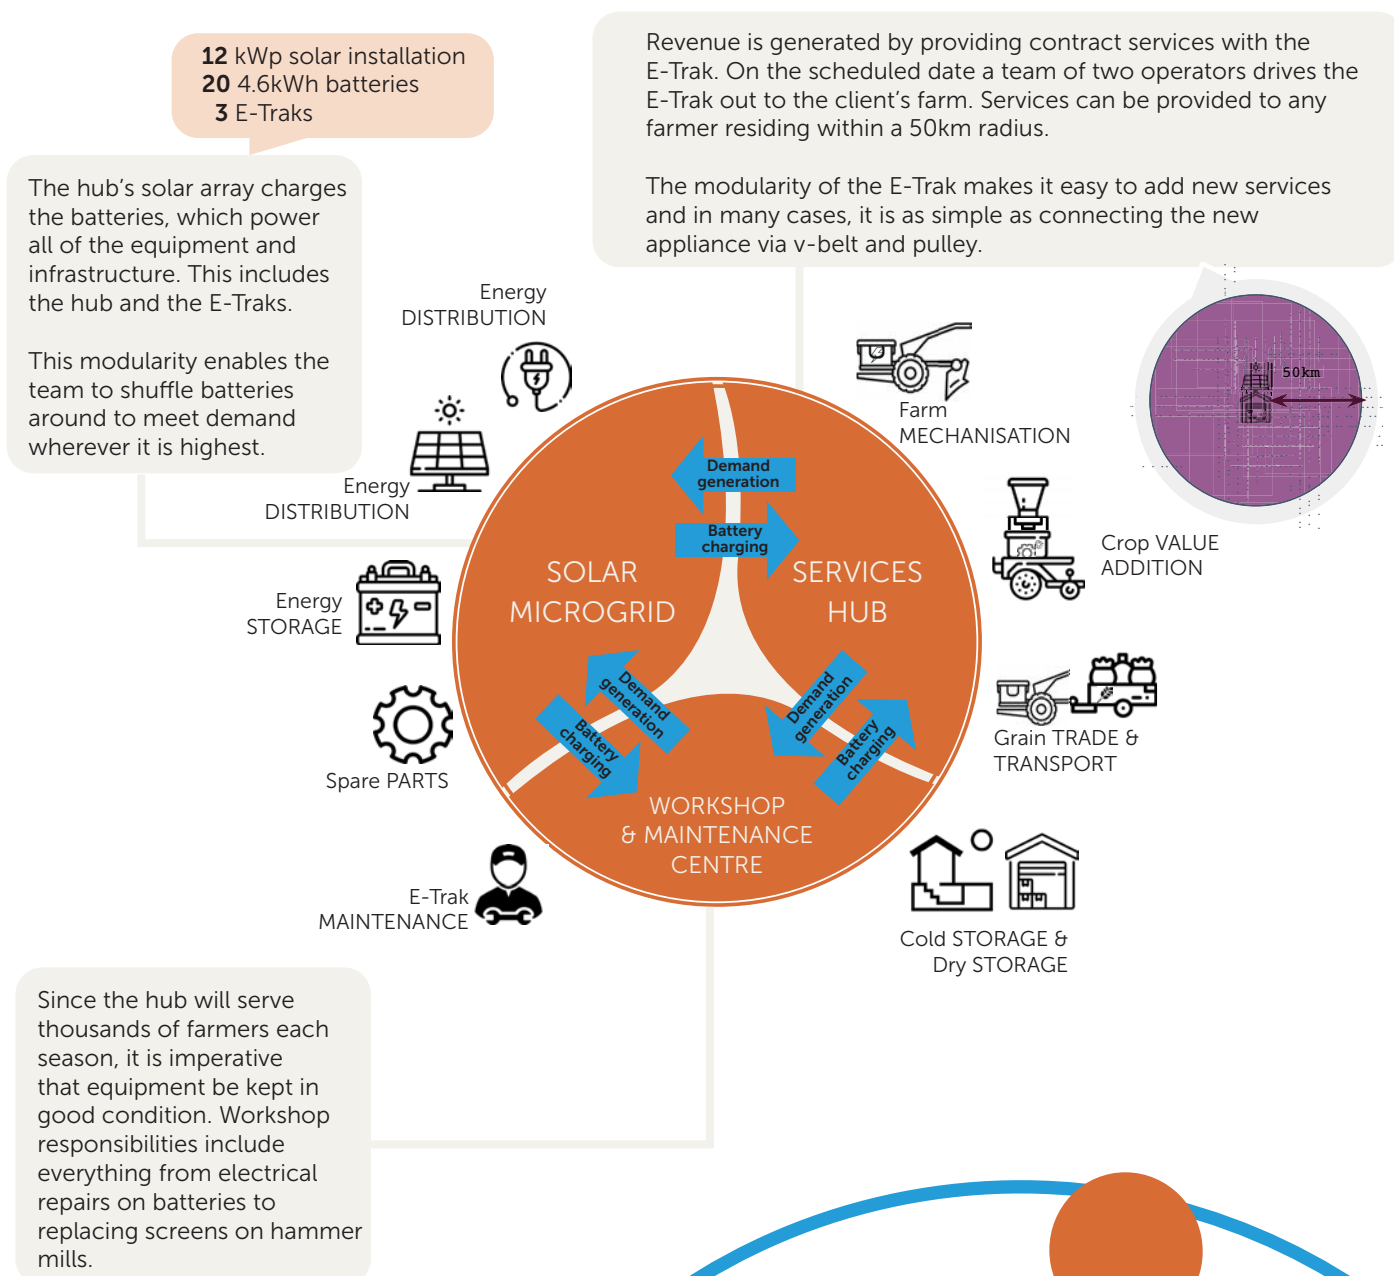 12 kWp solar installation
20 4.6kWh batteries
3 E-Traks
Revenue is generated by providing contract services with the
E-Trak. On the scheduled date a team of two operators drives the
E-Trak out to the client's farm. Services can be provided to any
farmer residing within a 50km radius.
The modularity of the E-Trak makes it easy to add new services
and in many cases, it is as simple as connecting the new
appliance via v-belt and pulley.
The hub's solar array charges
the batteries, which power
all of the equipment and
infrastructure. This includes
the hub and the E-Traks.
This modularity enables the
team to shuffle batteries
around to meet demand
wherever it is highest.
Energy
DISTRIBUTION
Energy
DISTRIBUTION
Energy
STORAGE
Spare PARTS
E-Trak
MAINTENANCE
Farm
MECHANISATION
50km
Crop VALUE
ADDITION
Grain TRADE &
TRANSPORT
Cold STORAGE &
Dry STORAGE
Demand
generation
Battery
charging
SOLAR
MICROGRID
SERVICES
HUB
Demand
generation
Battery
charging
Demand
generation
Battery
charging
WORKSHOP
& MAINTENANCE
CENTRE
Since the hub will serve
thousands of farmers each
season, it is imperative
that equipment be kept in
good condition. Workshop
responsibilities include
everything from electrical
repairs on batteries to
replacing screens on hammer
mills.